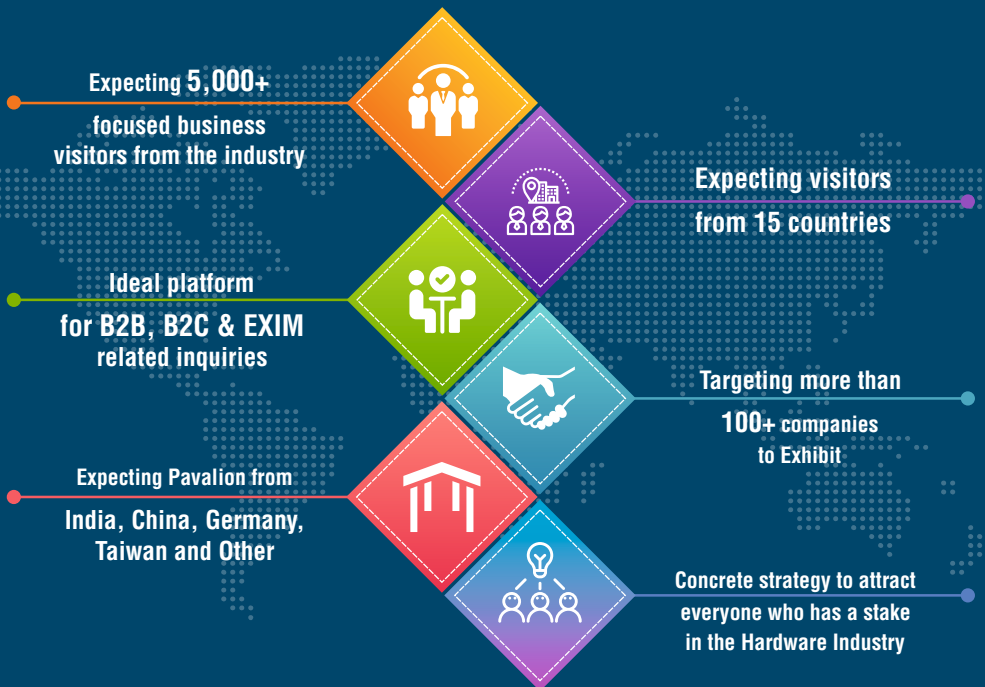 Expecting 5,000+
focused business
visitors from the industry
Expecting visitors
from 15 countries
Ideal platform
for B2B, B2C & EXIM
related inquiries
Targeting more than
100+ companies
to Exhibit
Expecting Pavalion from
India, China, Germany,
Taiwan and Other
Concrete strategy to attract
everyone who has a stake
in the Hardware Industry